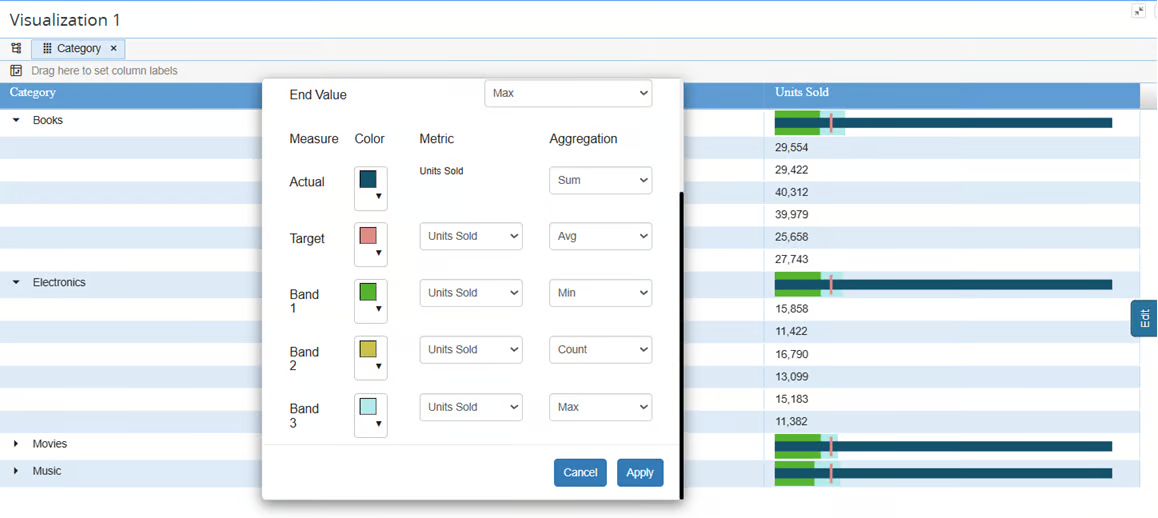 Visualization 1
Category ×
Drag here to set column labels
Category
Units Sold
End Value
Max
Books
Measure
Color
Metric
Aggregation
29,554
29,422
Actual
Units Sold
Sum
40,312
39,979
Target
Units Sold
Avg
25,658
27,743
Electronics
Band
1
Units Sold
Min
15,858
Edit
11,422
Band
2
Units Sold
Count
16,790
13,099
15,183
Band
3
Units Sold
Max
11,382
Movies
Music
Cancel
Apply